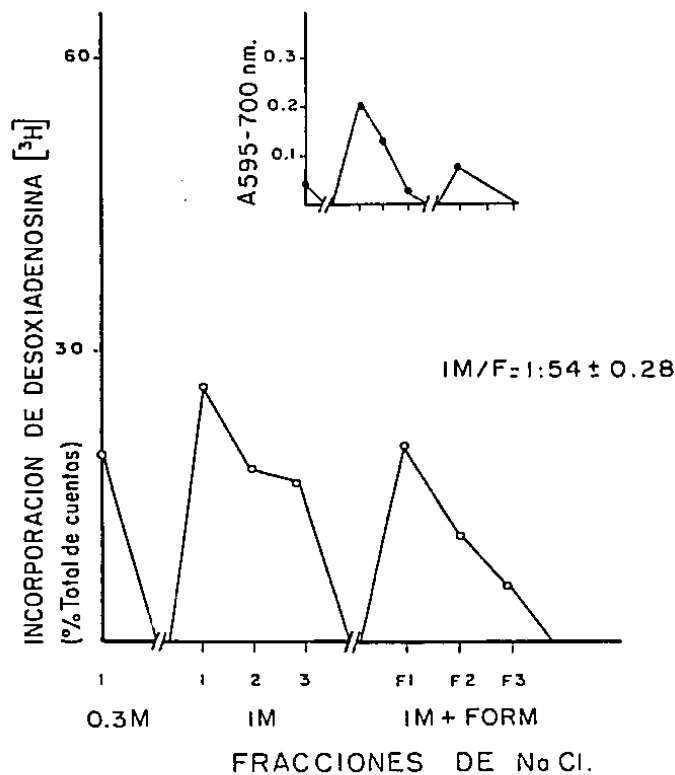 60
30
INCORPORACION DE DESOXIADENOSINA [³H]
(% Total de cuentas)
A595-700 nm.
0.3
0.2
0.1
1M/F=1:54 ± 0.28
1 1 2 3 F1 F2 F3
0.3M 1M 1M + FORM
FRACCIONES DE NaCl.